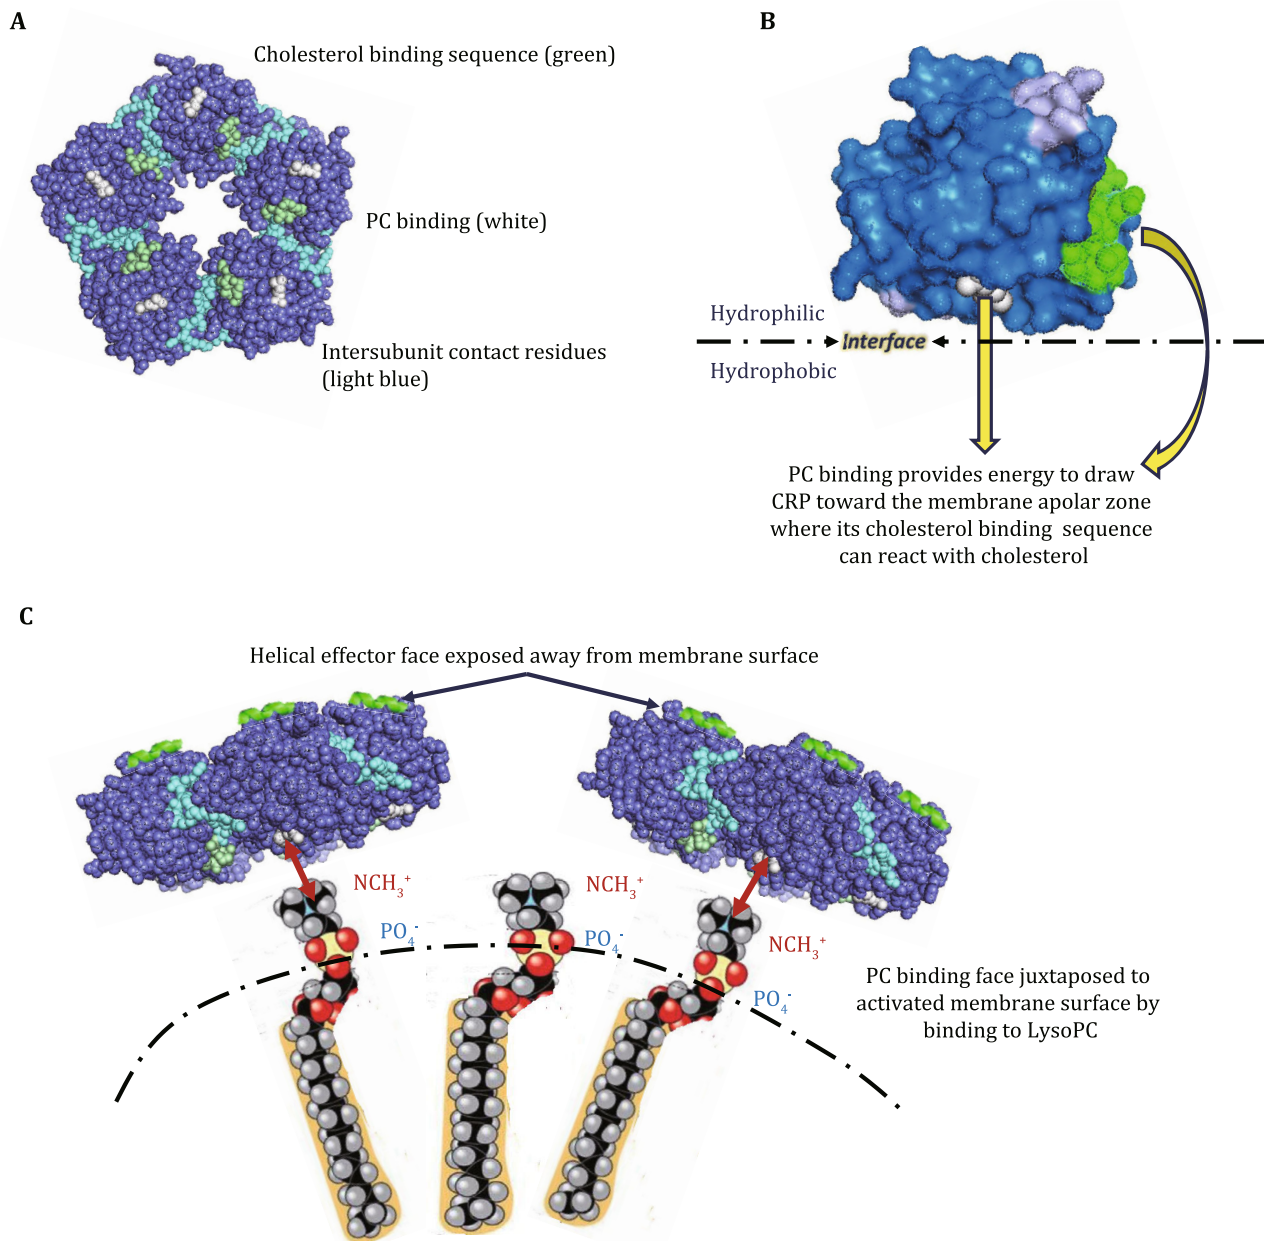 A
Cholesterol binding sequence (green)
PC binding (white)
Intersubunit contact residues
(light blue)
B
Hydrophilic
interface
Hydrophobic
PC binding provides energy to draw
CRP toward the membrane apolar zone
where its cholesterol binding sequence
can react with cholesterol
C
Helical effector face exposed away from membrane surface
NCH₃⁺
PO₄⁻
NCH₃⁺
PO₄⁻
NCH₃⁺
PO₄⁻
PC binding face juxtaposed to
activated membrane surface by
binding to LysoPC